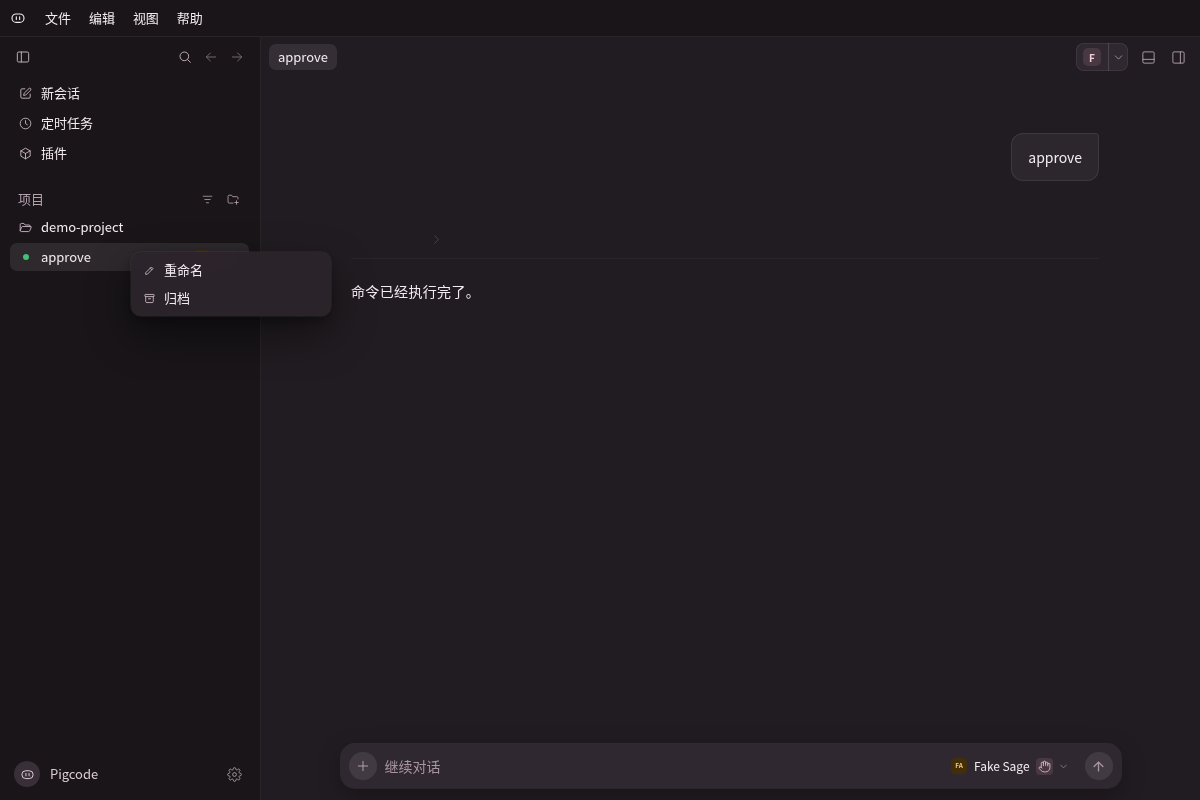 文件 编辑 视图 帮助
approve
F
新会话
定时任务
插件
项目
demo-project
approve
重命名
归档
approve
命令已经执行完了。
继续对话
FA Fake Sage
Pigcode